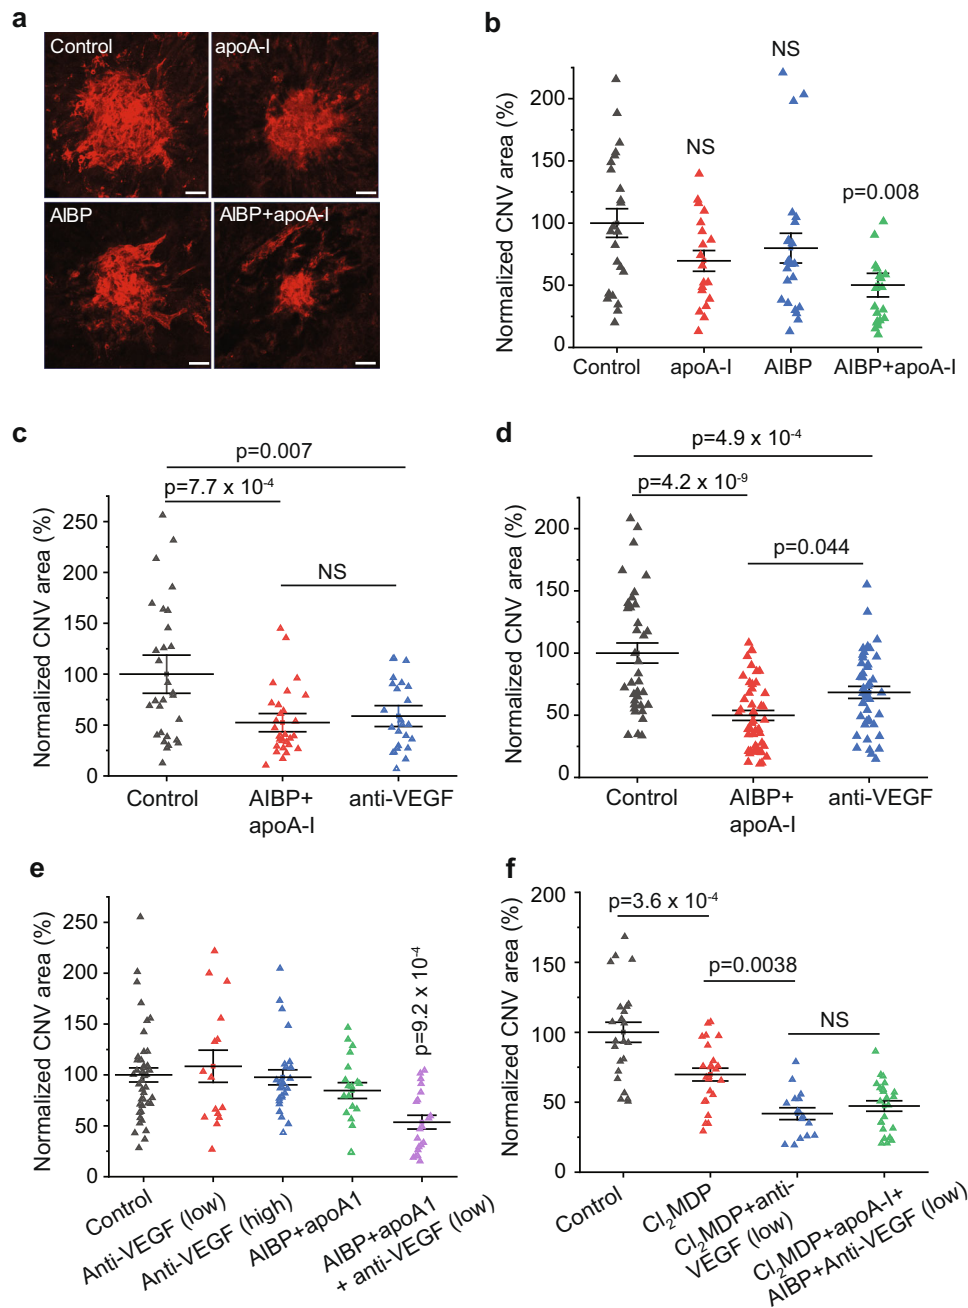 a
Control
apoA-I
AIBP
AIBP+apoA-I
b
Normalized CNV area (%)
200
150
100
50
0
NS
NS
p=0.008
Control
apoA-I
AIBP
AIBP+apoA-I
c
Normalized CNV area (%)
250
200
150
100
50
0
p=0.007
p=7.7 x 10⁻⁴
NS
Control
AIBP+
apoA-I
anti-VEGF
d
Normalized CNV area (%)
200
150
100
50
0
p=4.9 x 10⁻⁴
p=4.2 x 10⁻⁹
p=0.044
Control
AIBP+
apoA-I
anti-VEGF
e
Normalized CNV area (%)
250
200
150
100
50
0
p=9.2 x 10⁻⁴
Control
Anti-VEGF (low)
Anti-VEGF (high)
AIBP+apoA1
AIBP+apoA1
+ anti-VEGF (low)
f
Normalized CNV area (%)
200
150
100
50
0
p=3.6 x 10⁻⁴
p=0.0038
NS
Control
Cl₂MDP
Cl₂MDP+anti-
VEGF (low)
Cl₂MDP+apoA-I+
AIBP+Anti-VEGF (low)